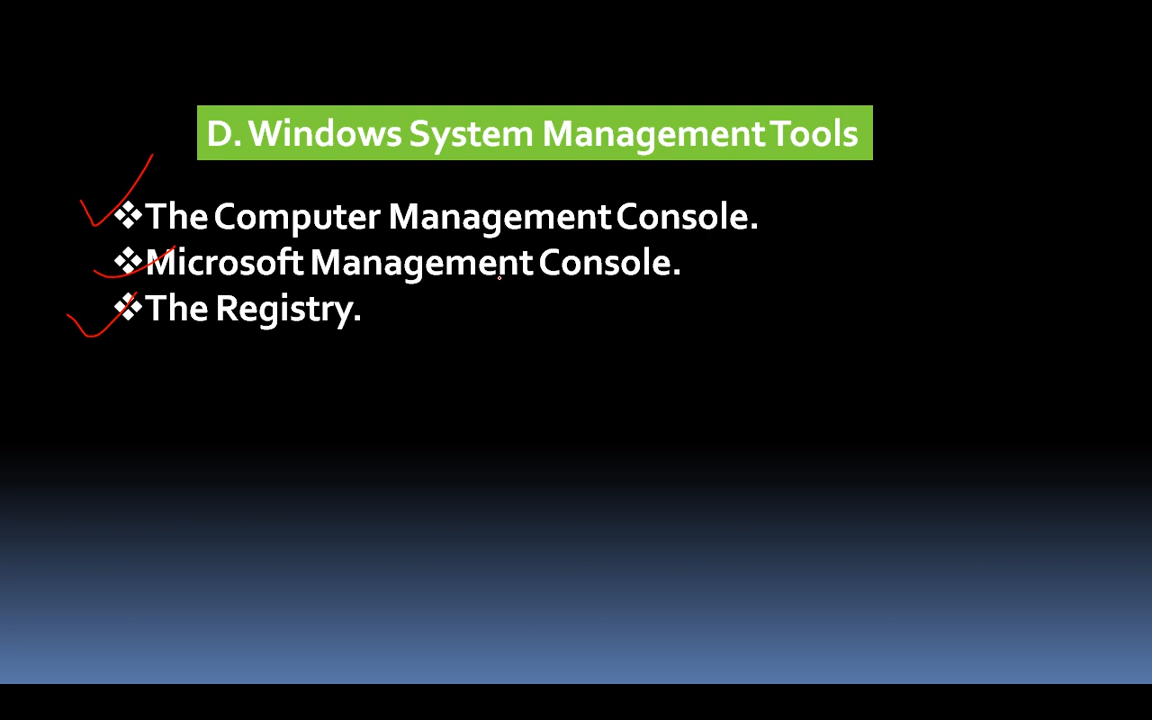 D. Windows System Management Tools
❖The Computer Management Console.
❖Microsoft Management Console.
❖The Registry.